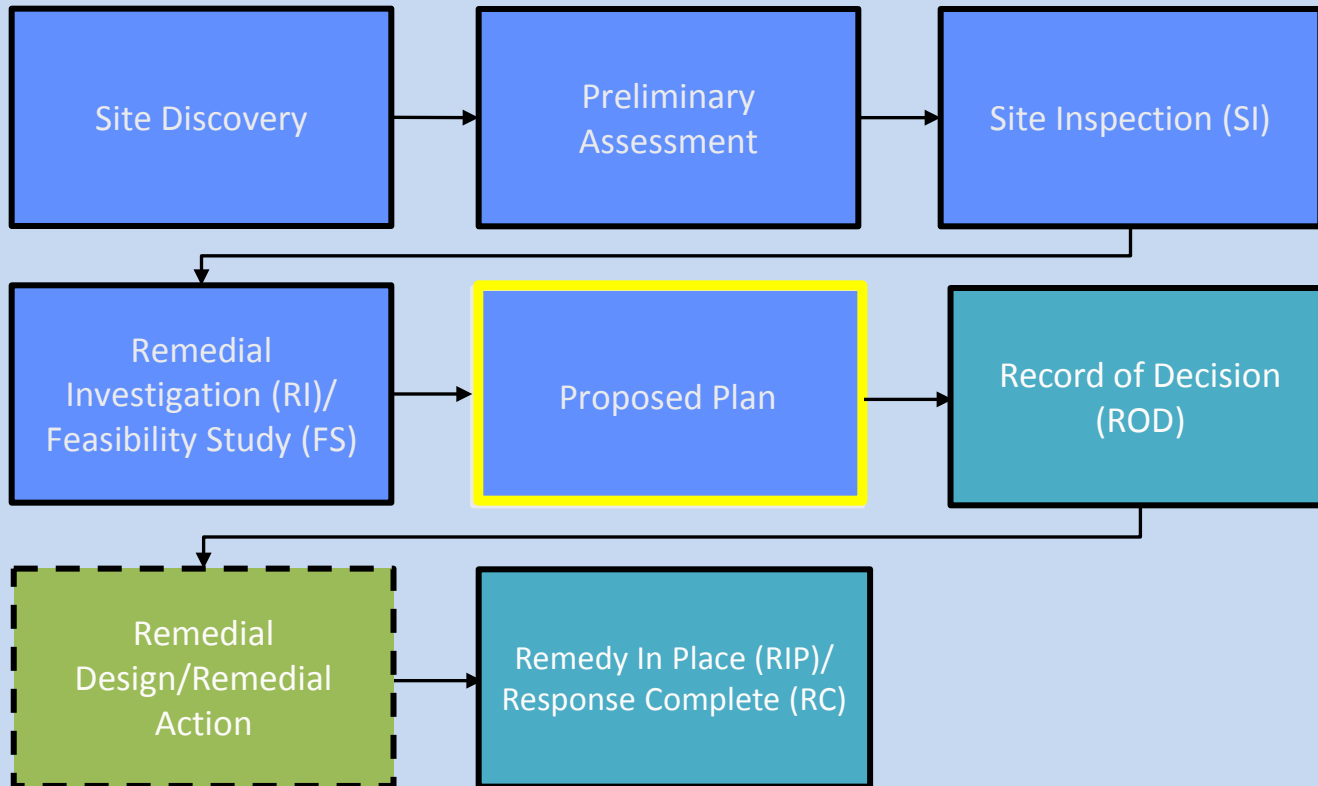 Site Discovery
Preliminary
Assessment
Site Inspection (SI)
Remedial
Investigation (RI)/
Feasibility Study (FS)
Proposed Plan
Record of Decision
(ROD)
Remedial
Design/Remedial
Action
Remedy In Place (RIP)/
Response Complete (RC)